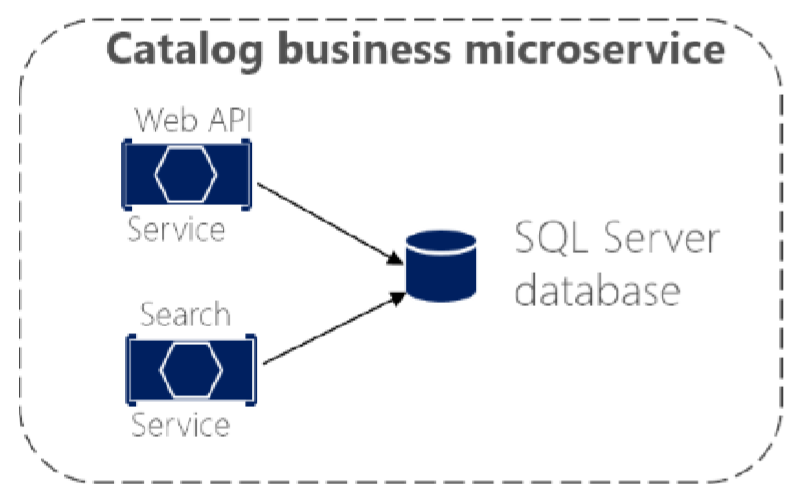 Catalog business microservice
Web API
Service
SQL Server
database
Search
Service